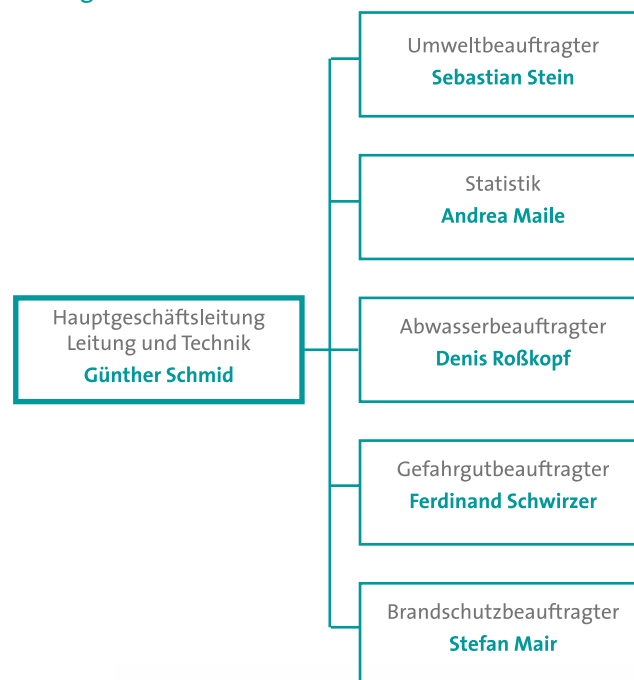 Umweltbeauftragter
Sebastian Stein
Statistik
Andrea Maile
Hauptgeschäftsleitung
Leitung und Technik
Günther Schmid
Abwasserbeauftragter
Denis Roßkopf
Gefahrgutbeauftragter
Ferdinand Schwirzer
Brandschutzbeauftragter
Stefan Mair